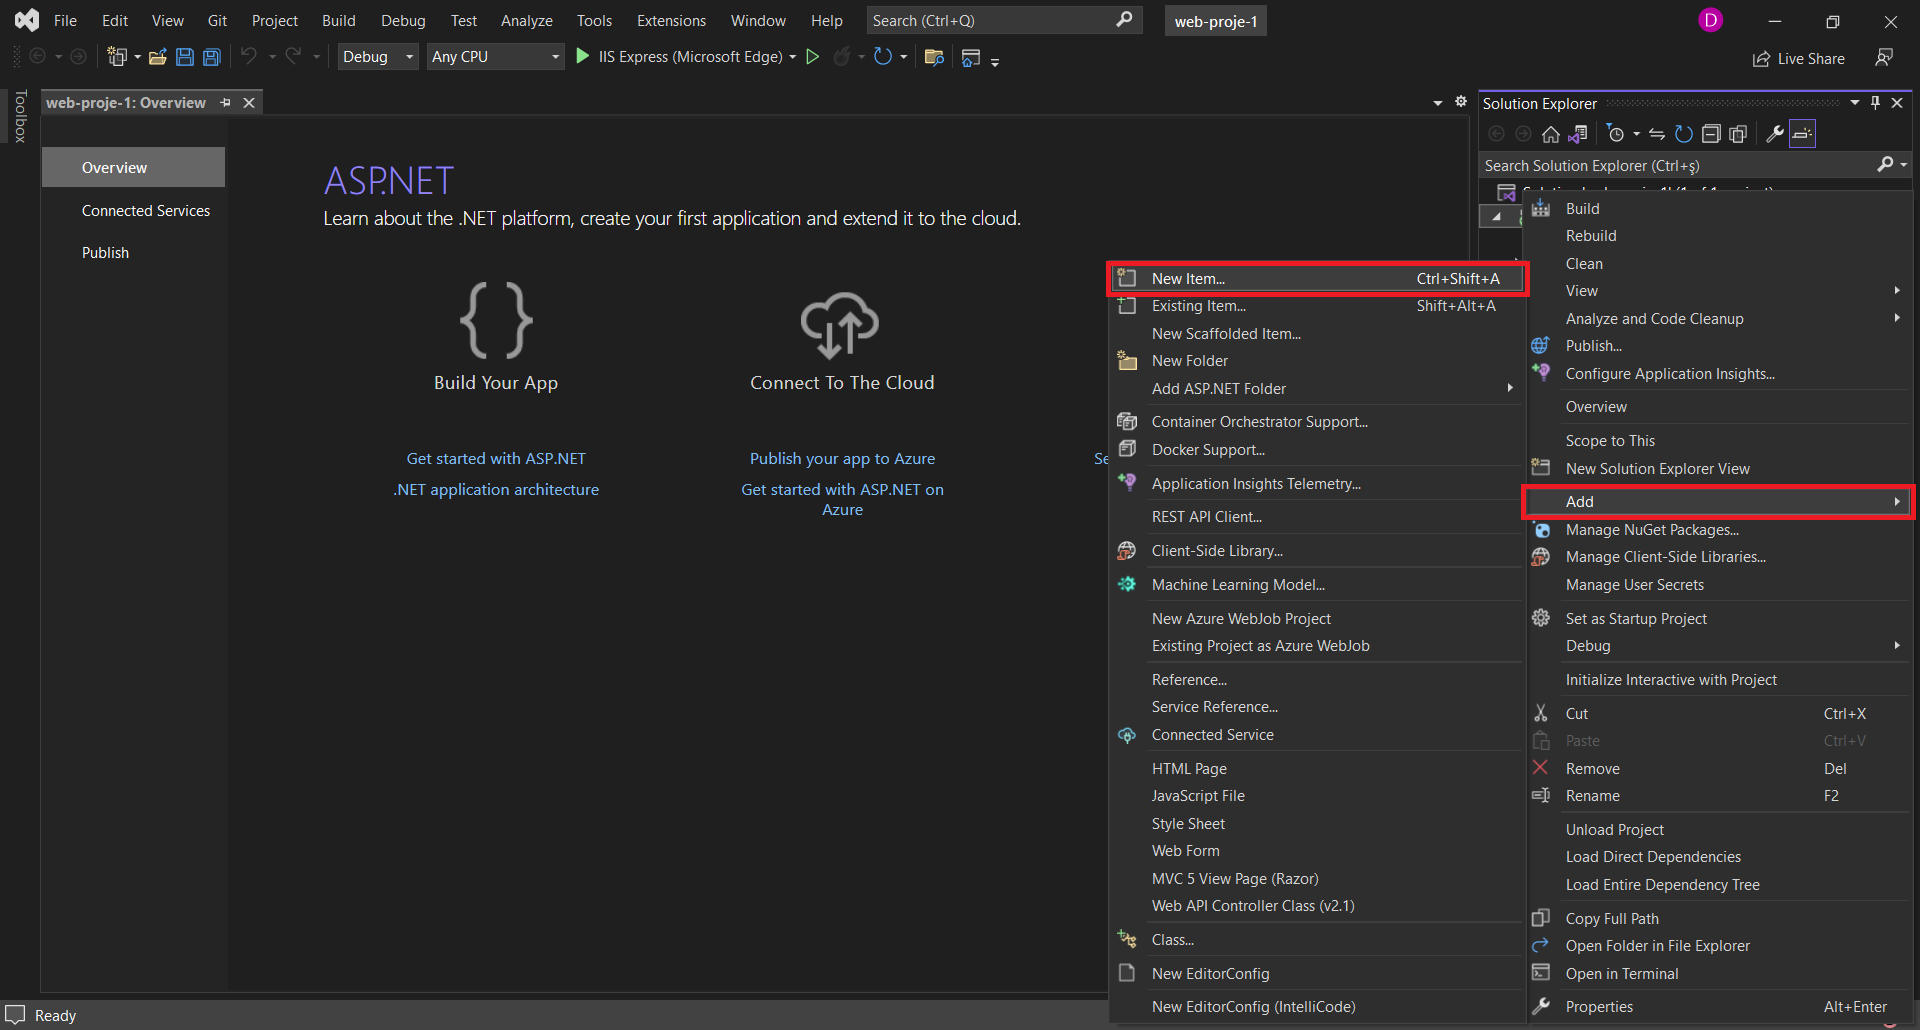 File Edit View Git Project Build Debug Test Analyze Tools Extensions Window Help Search (Ctrl+Q) web-proje-1 D
Debug Any CPU IIS Express (Microsoft Edge) Live Share
Toolbox
web-proje-1: Overview
Overview
Connected Services
Publish
ASP.NET
Learn about the .NET platform, create your first application and extend it to the cloud.
Build Your App
Get started with ASP.NET
.NET application architecture
Connect To The Cloud
Publish your app to Azure
Get started with ASP.NET on
Azure
Se
Solution Explorer
Search Solution Explorer (Ctrl+ş)
New Item... Ctrl+Shift+A
Existing Item... Shift+Alt+A
New Scaffolded Item...
New Folder
Add ASP.NET Folder
Container Orchestrator Support...
Docker Support...
Application Insights Telemetry...
REST API Client...
Client-Side Library...
Machine Learning Model...
New Azure WebJob Project
Existing Project as Azure WebJob
Reference...
Service Reference...
Connected Service
HTML Page
JavaScript File
Style Sheet
Web Form
MVC 5 View Page (Razor)
Web API Controller Class (v2.1)
Class...
New EditorConfig
New EditorConfig (IntelliCode)
Build
Rebuild
Clean
View
Analyze and Code Cleanup
Publish...
Configure Application Insights...
Overview
Scope to This
New Solution Explorer View
Add
Manage NuGet Packages...
Manage Client-Side Libraries...
Manage User Secrets
Set as Startup Project
Debug
Initialize Interactive with Project
Cut Ctrl+X
Paste Ctrl+V
Remove Del
Rename F2
Unload Project
Load Direct Dependencies
Load Entire Dependency Tree
Copy Full Path
Open Folder in File Explorer
Open in Terminal
Properties Alt+Enter
Ready